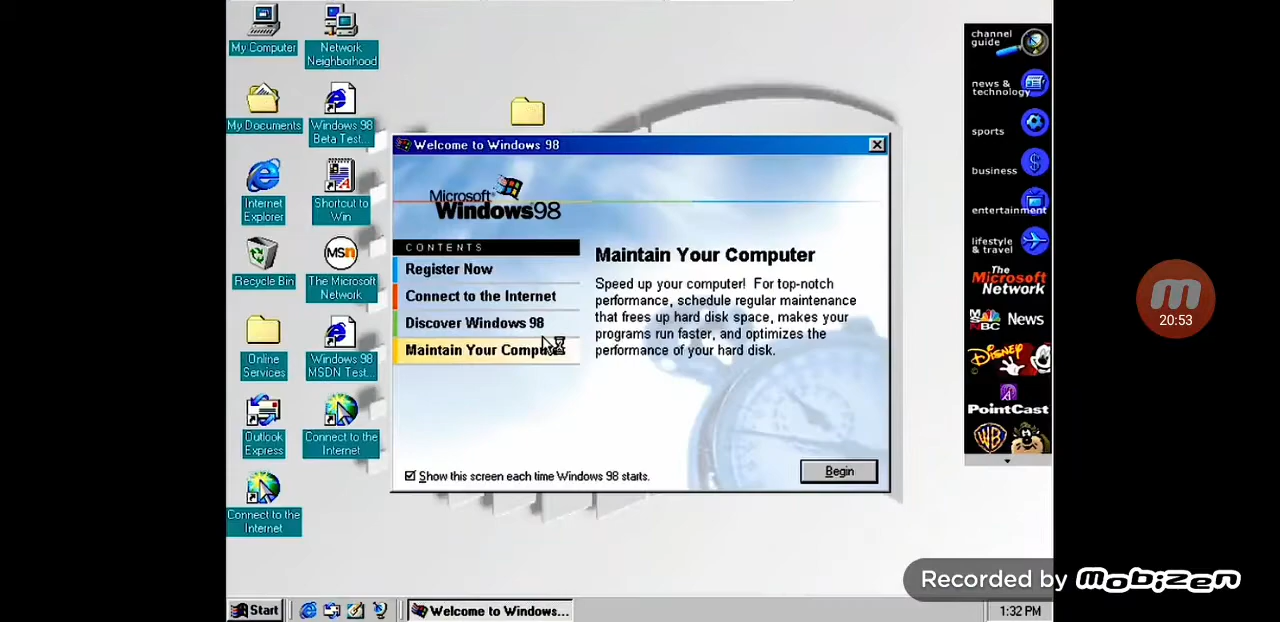 My Computer
Network
Neighborhood
My Documents
Windows 98
Beta Test...
Internet
Explorer
Shortcut to
Win
Recycle Bin
msn
The Microsoft
Network
Online
Services
Windows 98
MSDN Test...
Outlook
Express
Connect to the
Internet
Connect to the
Internet
Welcome to Windows 98
Microsoft
Windows98
CONTENTS
Register Now
Connect to the Internet
Discover Windows 98
Maintain Your Computer
Maintain Your Computer
Speed up your computer! For top-notch
performance, schedule regular maintenance
that frees up hard disk space, makes your
programs run faster, and optimizes the
performance of your hard disk.
Show this screen each time Windows 98 starts.
Begin
channel
guide
news &
technology
sports
business
entertainment
lifestyle
& travel
The
Microsoft
Network
MSNBC News
Disney
PointCast
WB
20:53
Recorded by Mobizen
Start
Welcome to Windows...
1:32 PM